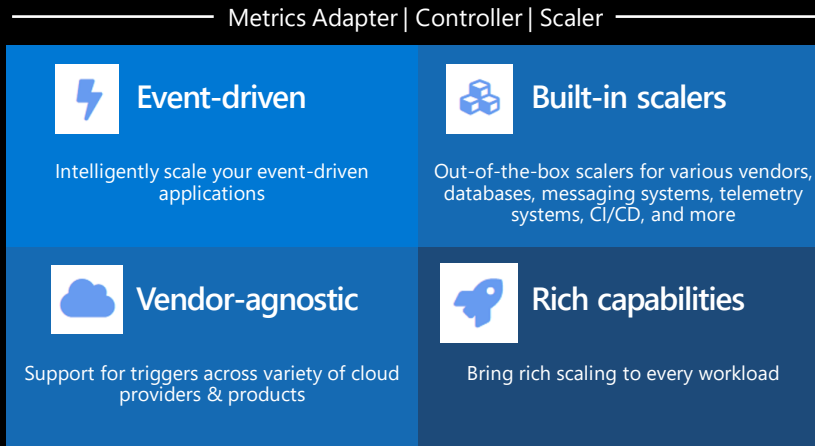 Metrics Adapter | Controller | Scaler
Event-driven
Intelligently scale your event-driven
applications
Built-in scalers
Out-of-the-box scalers for various vendors,
databases, messaging systems, telemetry
systems, CI/CD, and more
Vendor-agnostic
Support for triggers across variety of cloud
providers & products
Rich capabilities
Bring rich scaling to every workload